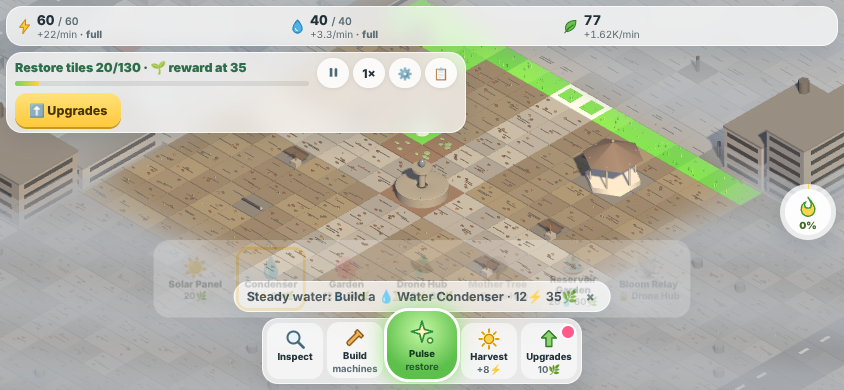 60 / 60
+22/min · full
40 / 40
+3.3/min · full
77
+1.62K/min
Restore tiles 20/130 · 🌱 reward at 35
1×
⬆️ Upgrades
0%
Solar Panel
20🌿
Condenser
Garden
Drone Hub
Mother Tree
Reservoir
Garden
Bloom Relay
Drone Hub
Steady water: Build a 💧 Water Condenser · 12⚡ 35🌿 ×
Inspect
Build
machines
Pulse
restore
Harvest
+8⚡
Upgrades
10🌿